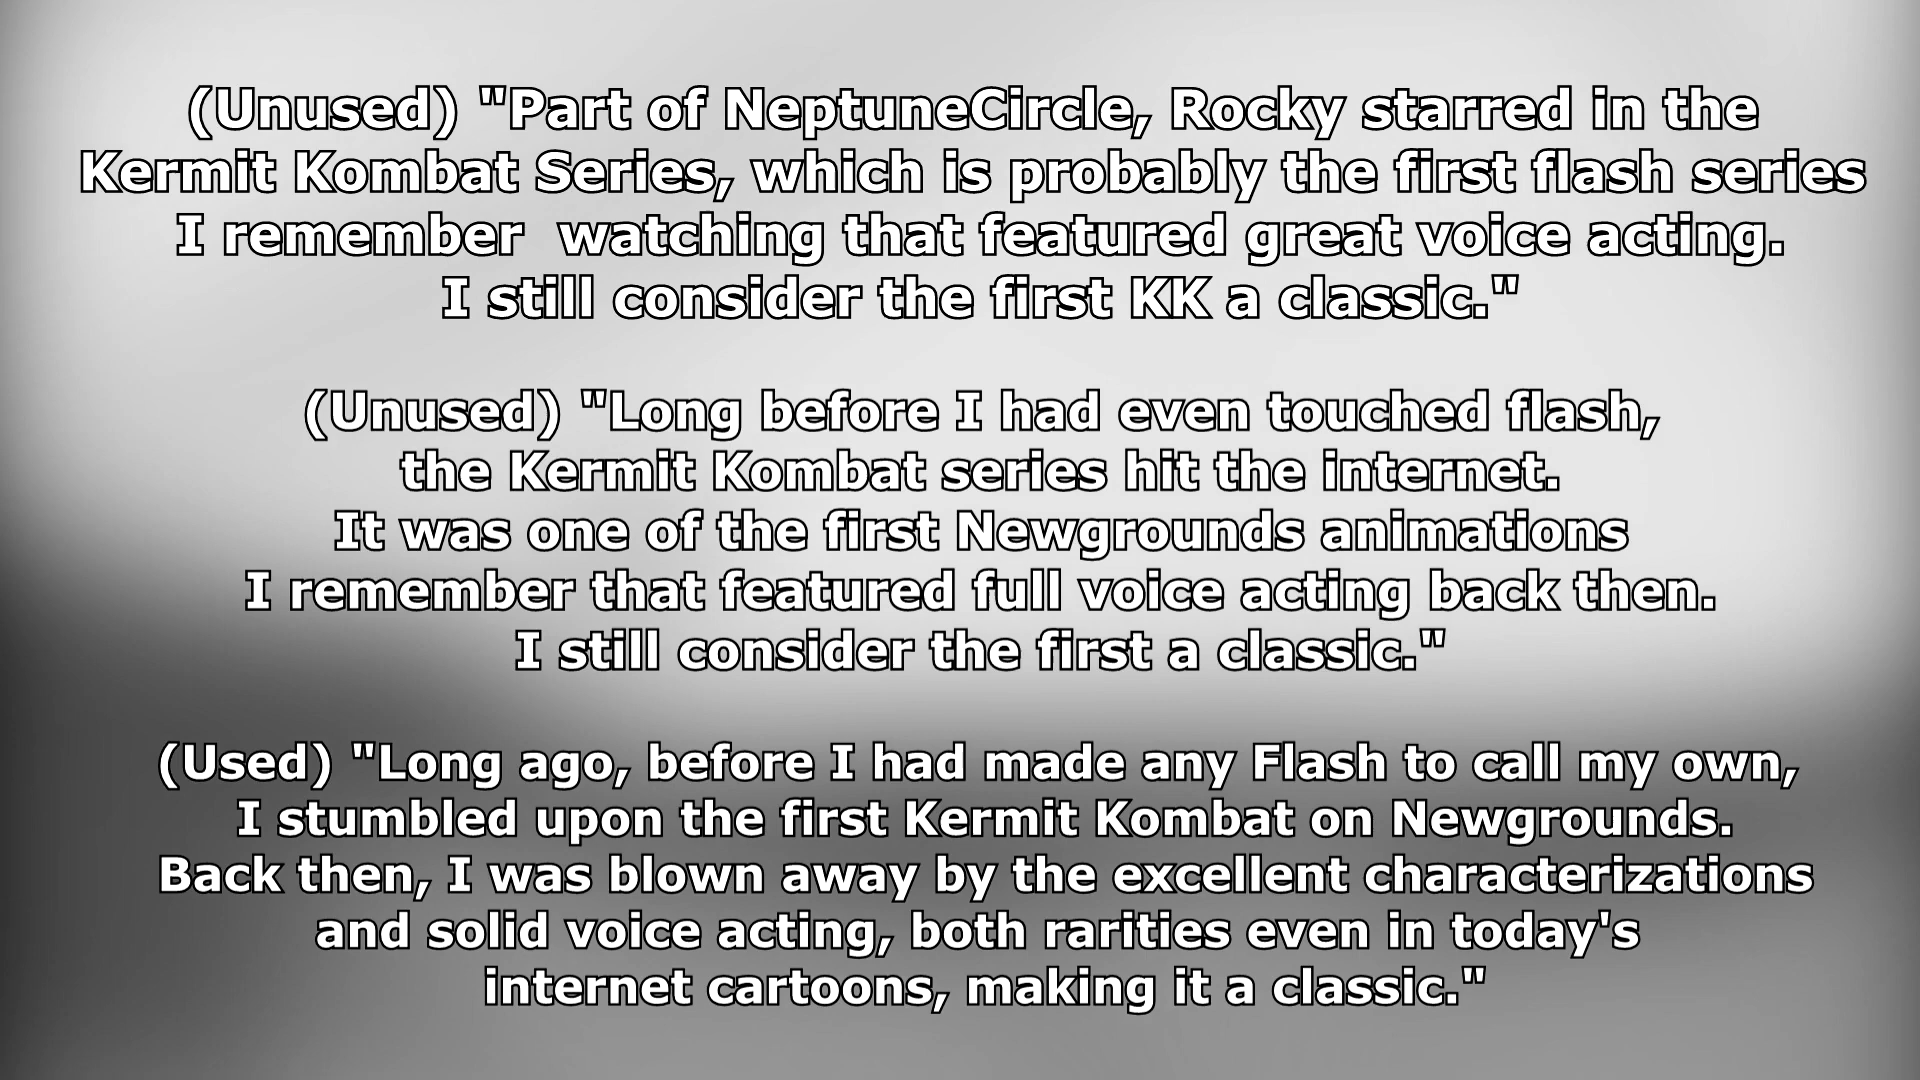 (Unused) "Part of NeptuneCircle, Rocky starred in the
Kermit Kombat Series, which is probably the first flash series
I remember  watching that featured great voice acting.
I still consider the first KK a classic."
(Unused) "Long before I had even touched flash,
the Kermit Kombat series hit the internet.
It was one of the first Newgrounds animations
I remember that featured full voice acting back then.
I still consider the first a classic."
(Used) "Long ago, before I had made any Flash to call my own,
I stumbled upon the first Kermit Kombat on Newgrounds.
Back then, I was blown away by the excellent characterizations
and solid voice acting, both rarities even in today's
internet cartoons, making it a classic."